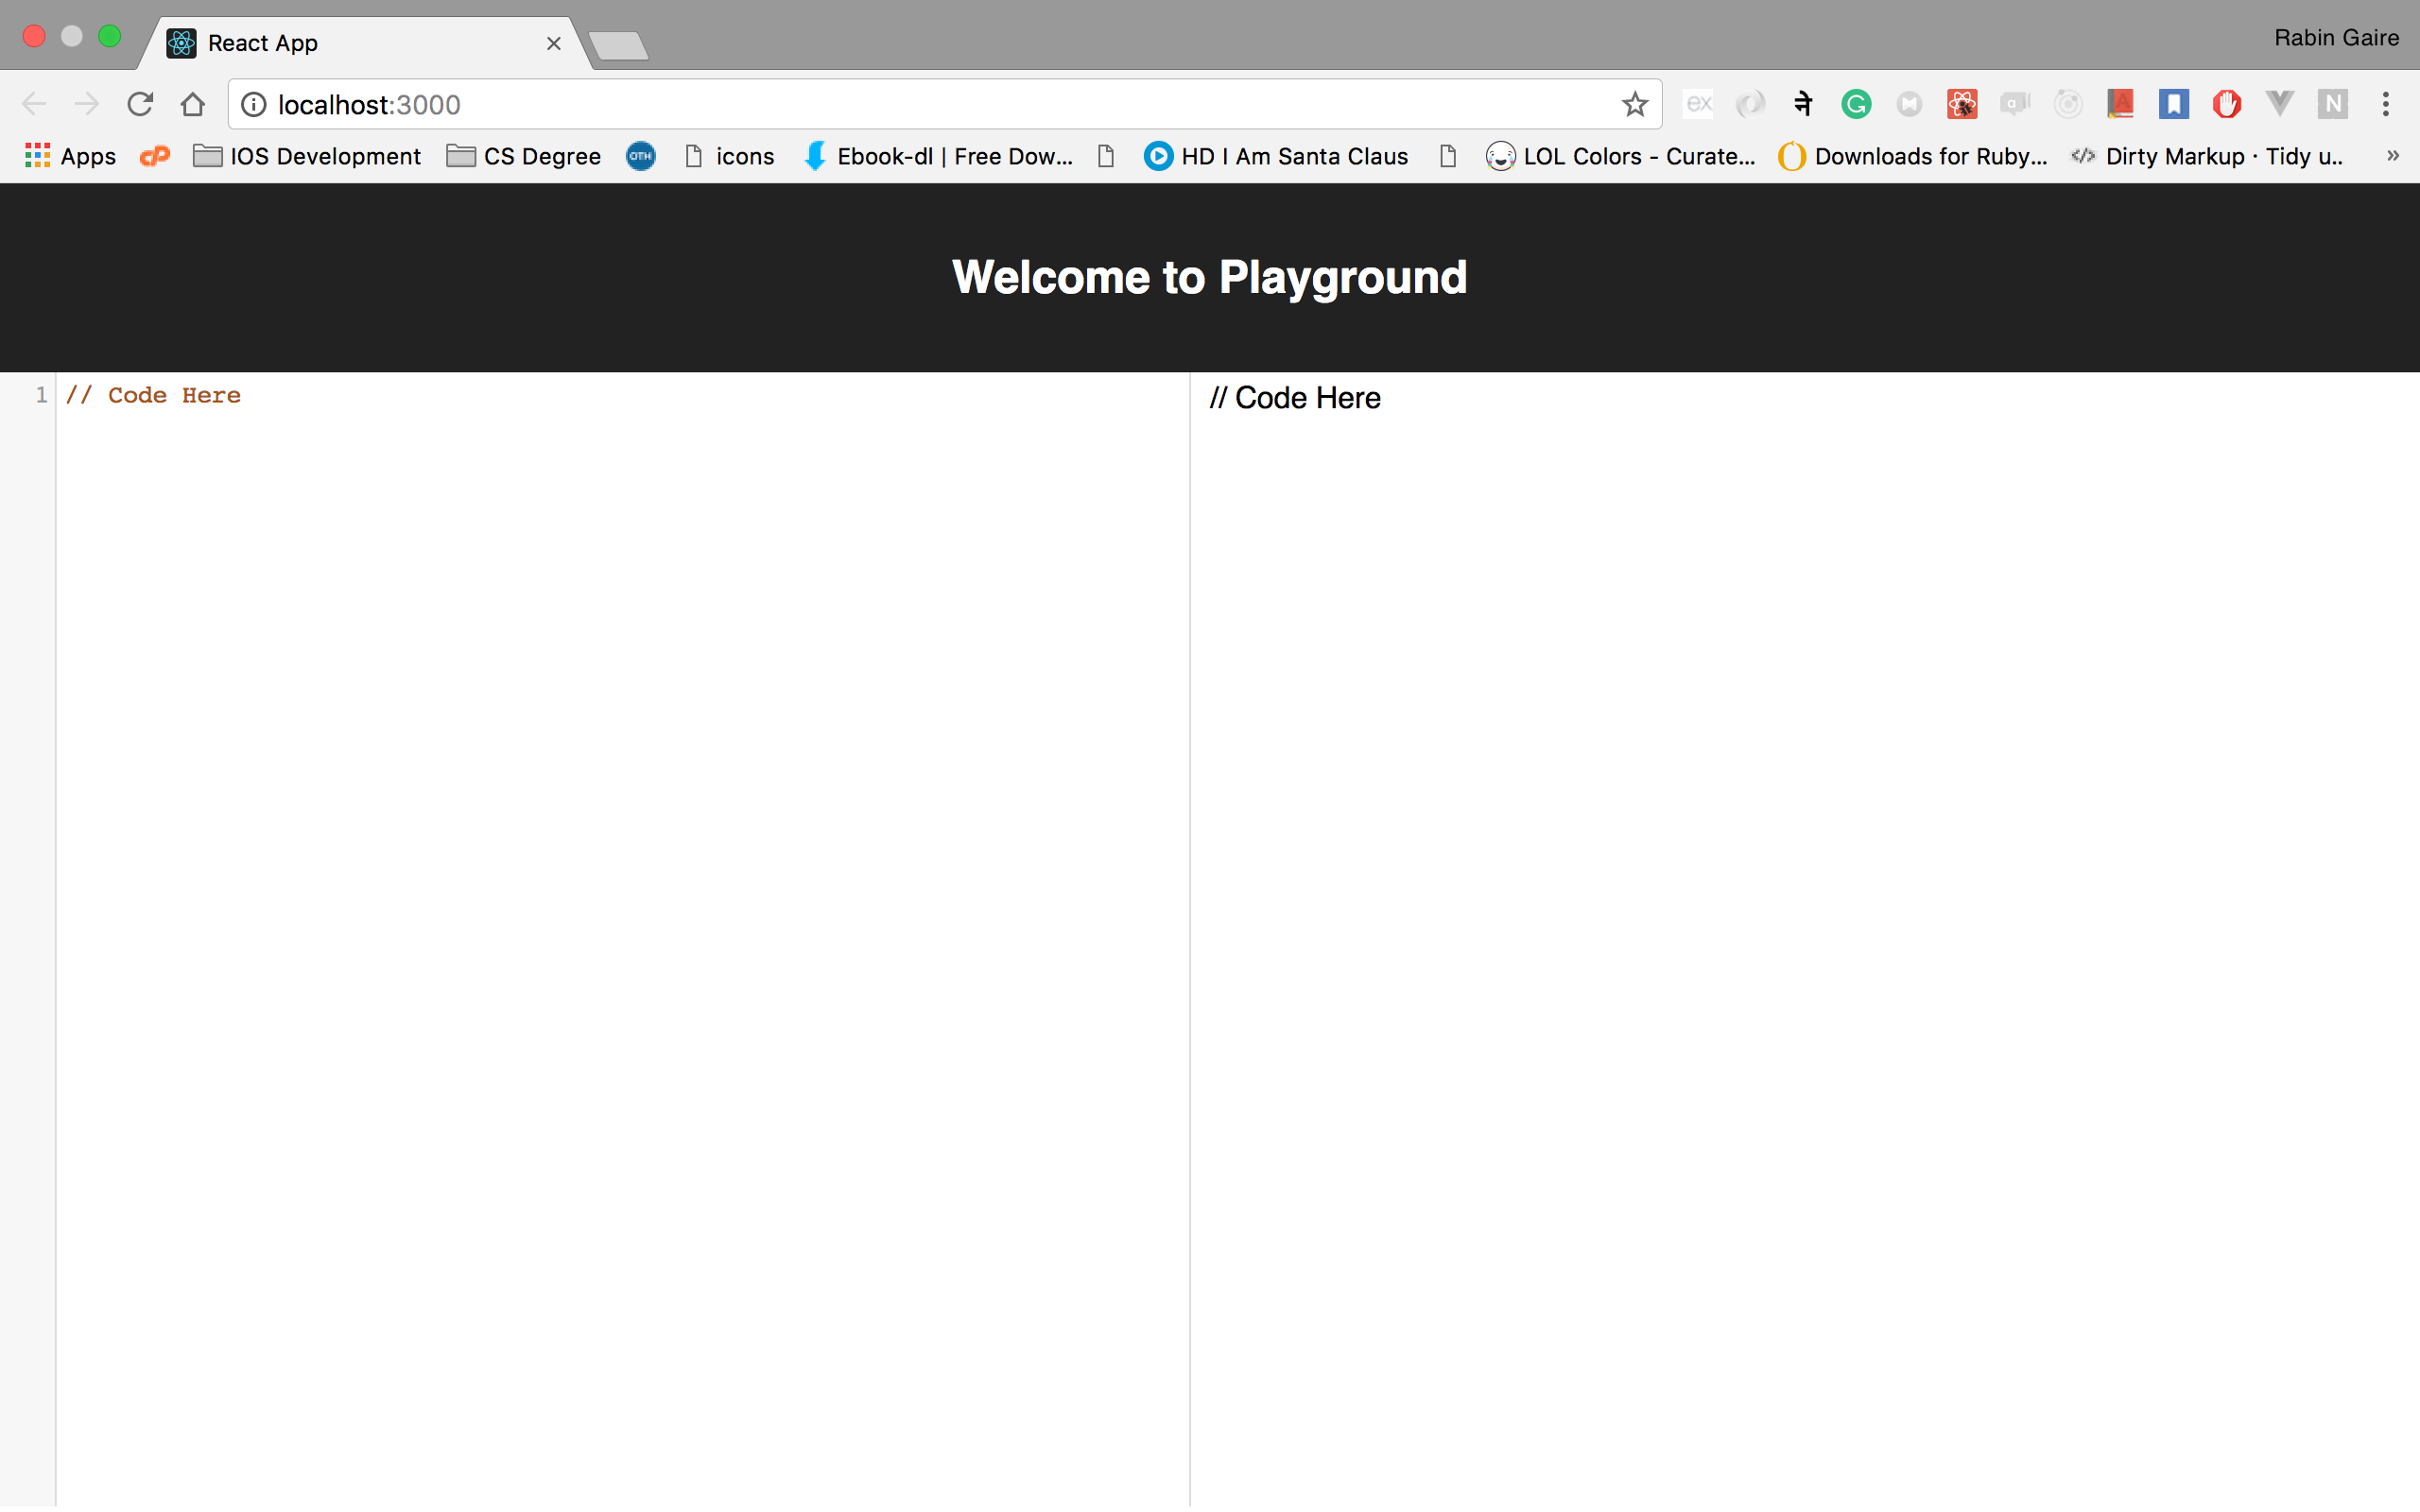 React App
Rabin Gaire
localhost:3000
ex
ने
G
a
A
N
Apps
cP
IOS Development
CS Degree
OTH
icons
Ebook-dl | Free Dow...
HD I Am Santa Claus
LOL Colors - Curate...
Downloads for Ruby...
</>
Dirty Markup · Tidy u..
»
Welcome to Playground
1
// Code Here
// Code Here